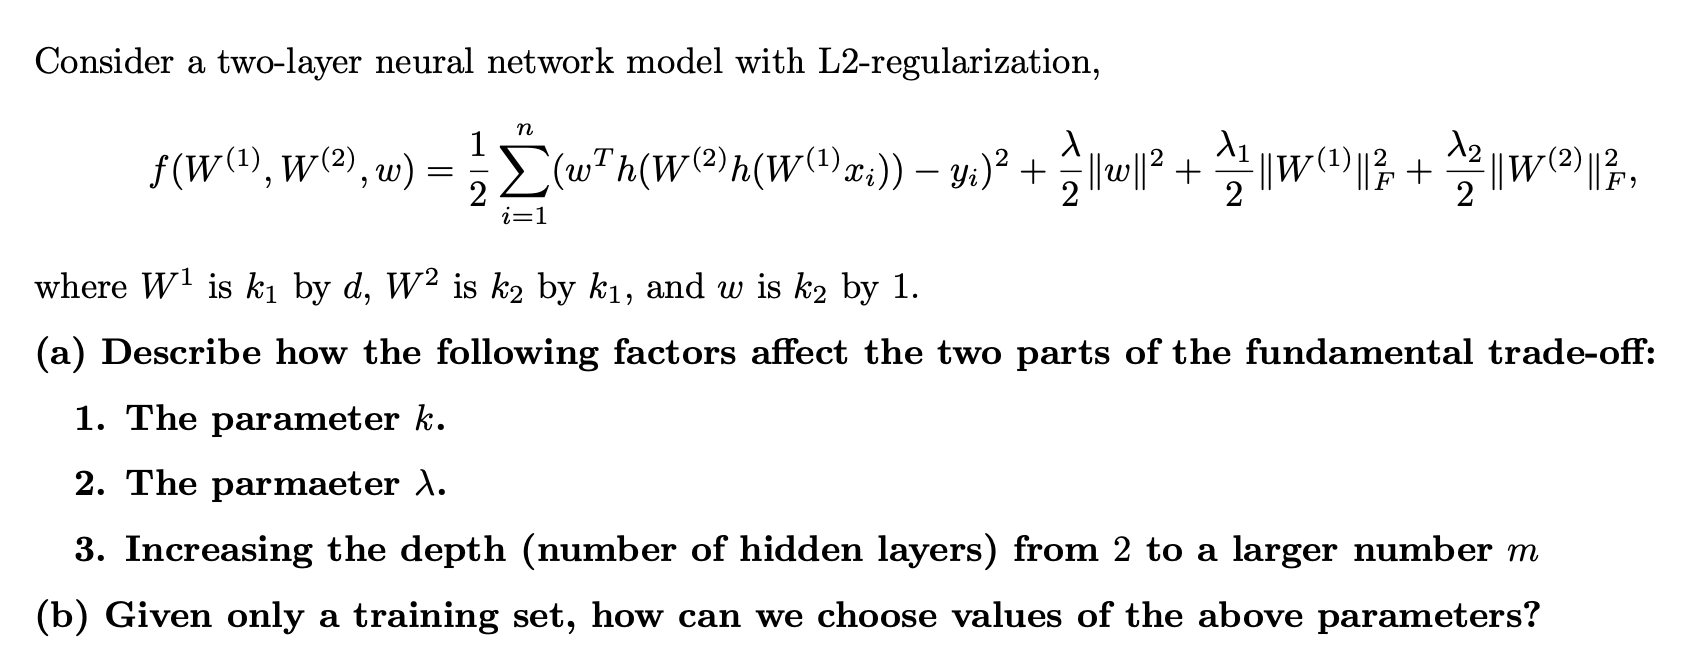 Consider a two-layer neural network model with L2-regularization,
f(W^{(1)}, W^{(2)}, w) = \frac{1}{2} \sum_{i=1}^{n} (w^T h(W^{(2)} h(W^{(1)} x_i)) − y_i)^2 + \frac{λ}{2} ‖w‖^2 + \frac{λ_1}{2} ‖W^{(1)}‖_F^2 + \frac{λ_2}{2} ‖W^{(2)}‖_F^2,
where W^1 is k_1 by d, W^2 is k_2 by k_1, and w is k_2 by 1.
(a) Describe how the following factors affect the two parts of the fundamental trade-off:
1. The parameter k.
2. The parmaeter λ.
3. Increasing the depth (number of hidden layers) from 2 to a larger number m
(b) Given only a training set, how can we choose values of the above parameters?